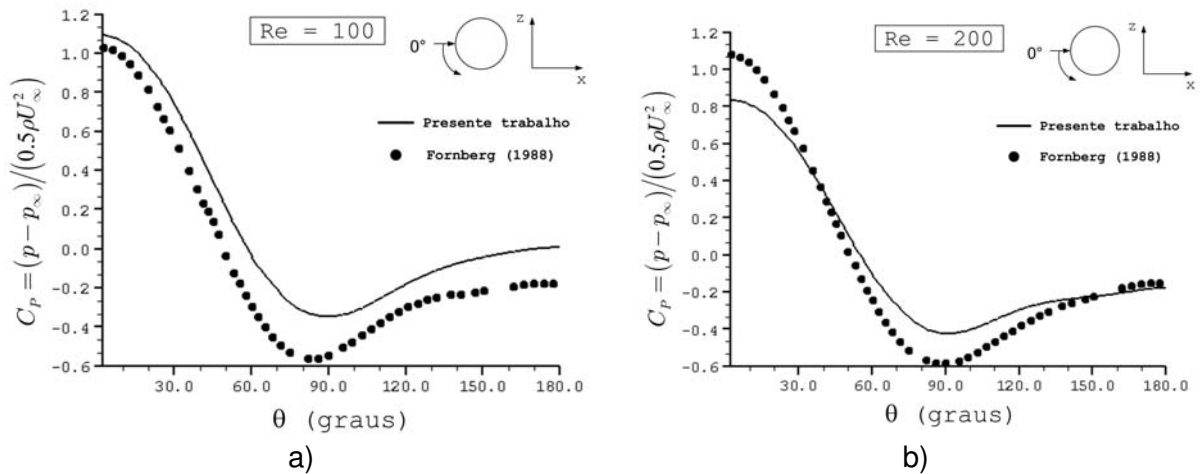 1.2
1.0
0.8
0.6
0.4
0.2
0.0
-0.2
-0.4
-0.6
C_P = (p − p_∞)/(0.5ρU_∞^2)
Re = 100
0°
z
x
Presente trabalho
Fornberg (1988)
30.0 60.0 90.0 120.0 150.0 180.0
θ (graus)
a)
1.2
1.0
0.8
0.6
0.4
0.2
0.0
-0.2
-0.4
-0.6
C_P = (p − p_∞)/(0.5ρU_∞^2)
Re = 200
0°
z
x
Presente trabalho
Fornberg (1988)
30.0 60.0 90.0 120.0 150.0 180.0
θ (graus)
b)